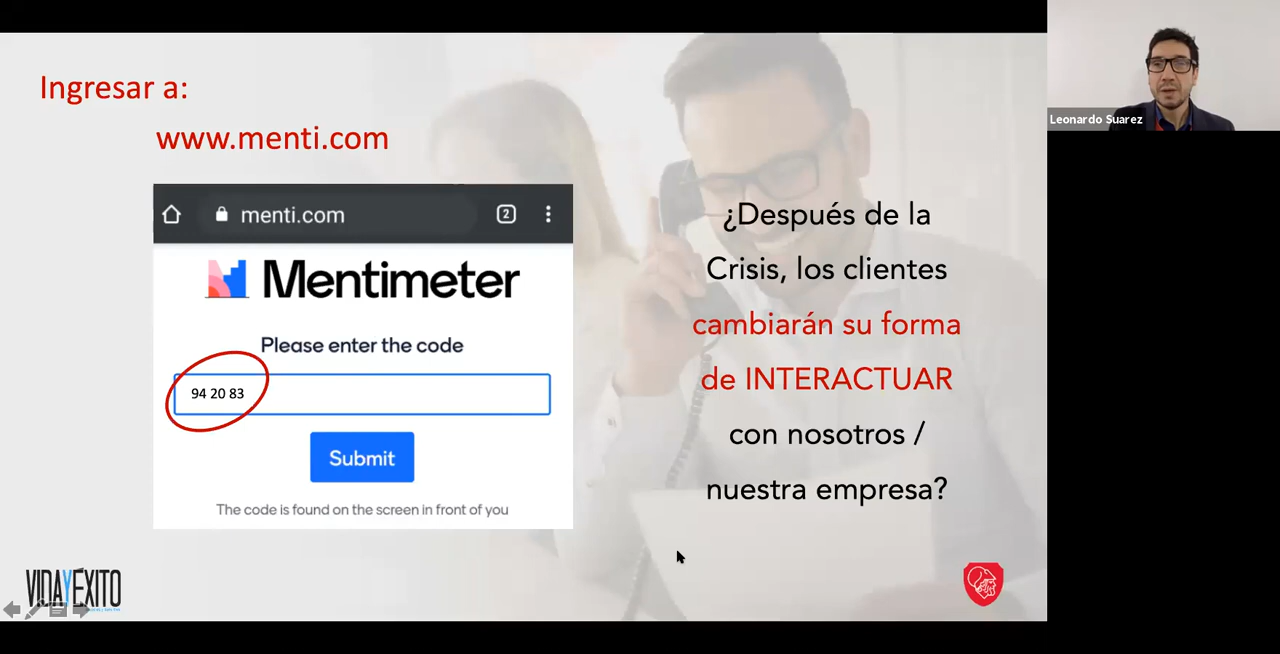 Ingresar a:
www.menti.com
menti.com
2
Mentimeter
Please enter the code
94 20 83
Submit
The code is found on the screen in front of you
¿Después de la
Crisis, los clientes
cambiarán su forma
de INTERACTUAR
con nosotros /
nuestra empresa?
VIDAYÉXITO
Leonardo Suarez